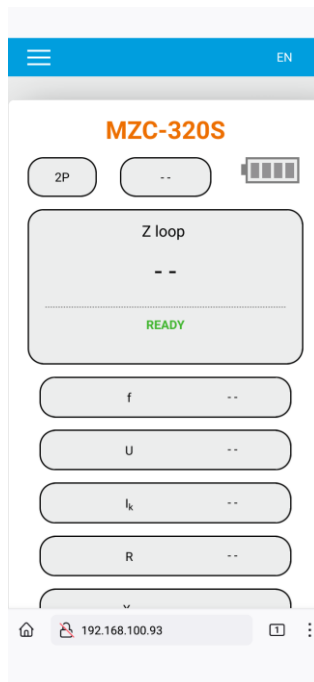 EN
MZC-320S
2P
--
Z loop
--
READY
f --
U --
Iₖ --
R --
192.168.100.93
1